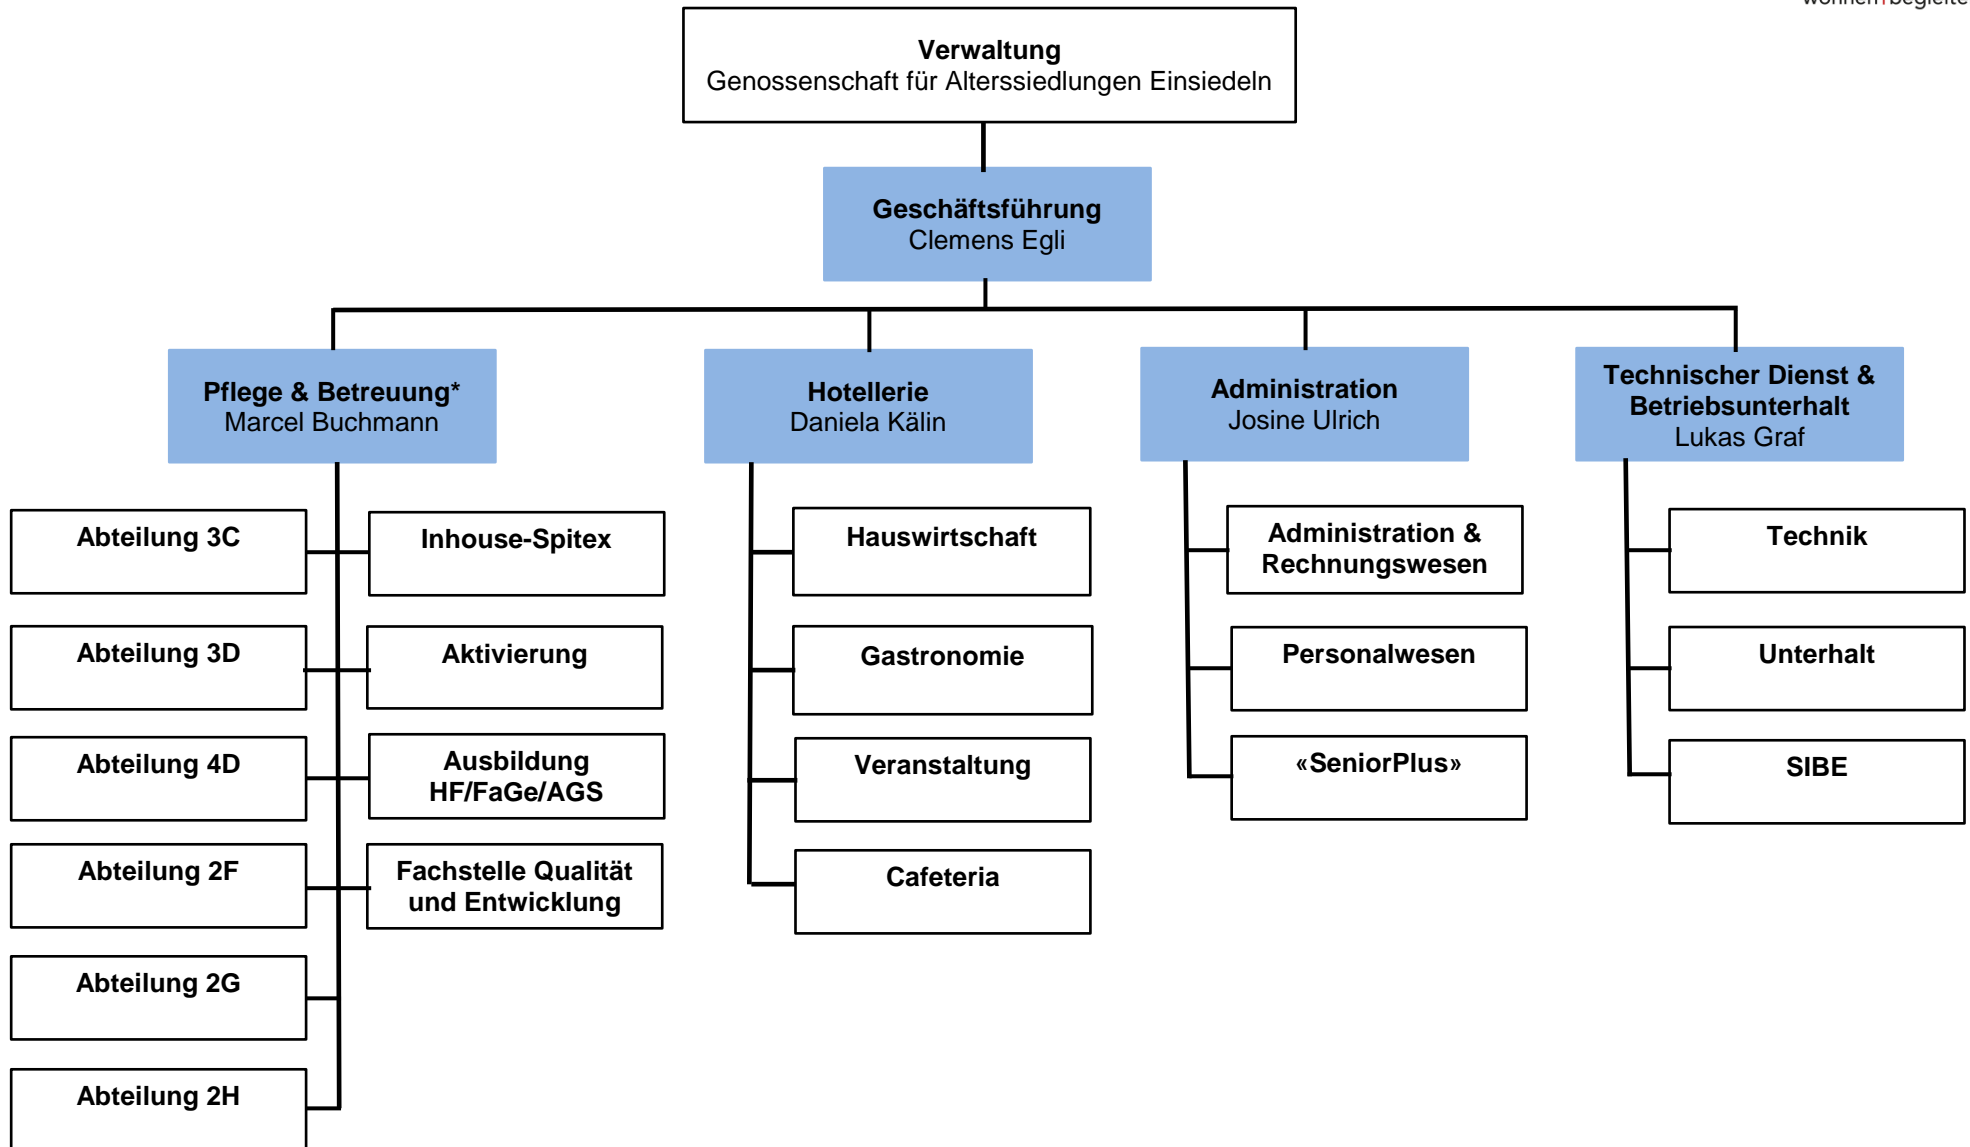 wohnen+begleite
Verwaltung
Genossenschaft für Alterssiedlungen Einsiedeln
Geschäftsführung
Clemens Egli
Pflege & Betreuung*
Marcel Buchmann
Hotellerie
Daniela Kälin
Administration
Josine Ulrich
Technischer Dienst &
Betriebsunterhalt
Lukas Graf
Abteilung 3C
Abteilung 3D
Abteilung 4D
Abteilung 2F
Abteilung 2G
Abteilung 2H
Inhouse-Spitex
Aktivierung
Ausbildung
HF/FaGe/AGS
Fachstelle Qualität
und Entwicklung
Hauswirtschaft
Gastronomie
Veranstaltung
Cafeteria
Administration &
Rechnungswesen
Personalwesen
«SeniorPlus»
Technik
Unterhalt
SIBE